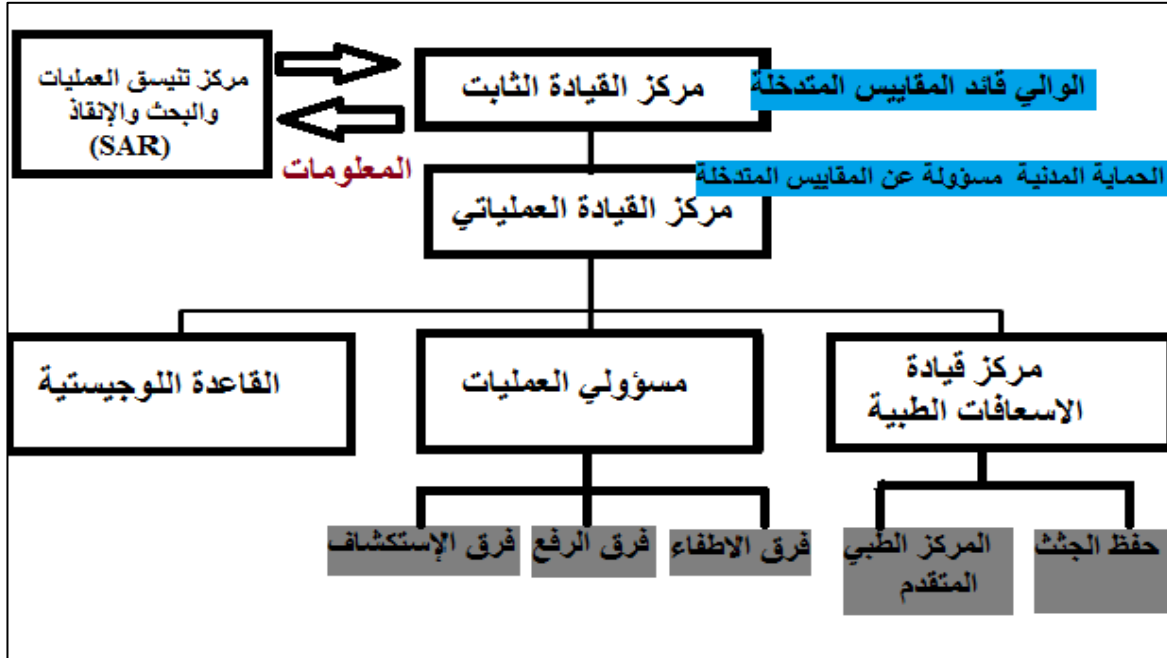 مركز تنيسق العمليات
والبحث والإنقاذ
(SAR)
مركز القيادة الثابت
الوالي قائد المقاييس المتدخلة
المعلومات
الحماية المدنية مسؤولة عن المقاييس المتدخلة
مركز القيادة العملياتي
مركز قيادة
الاسعافات الطبية
مسؤولي العمليات
القاعدة اللوجيستية
حفظ الجثث
المركز الطبي
المتقدم
فرق الاطفاء
فرق الرفع
فرق الإستكشاف